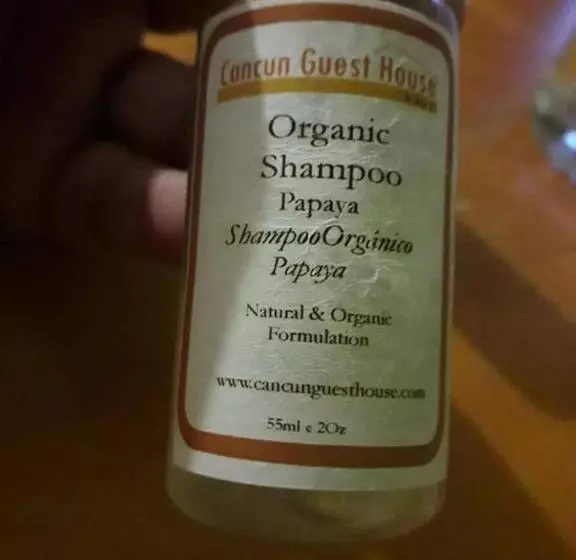 Cancun Guest House
Organic
Shampoo
Papaya
ShampooOrgánico
Papaya
Natural & Organic
Formulation
www.cancunguesthouse.com
55ml e 2Oz